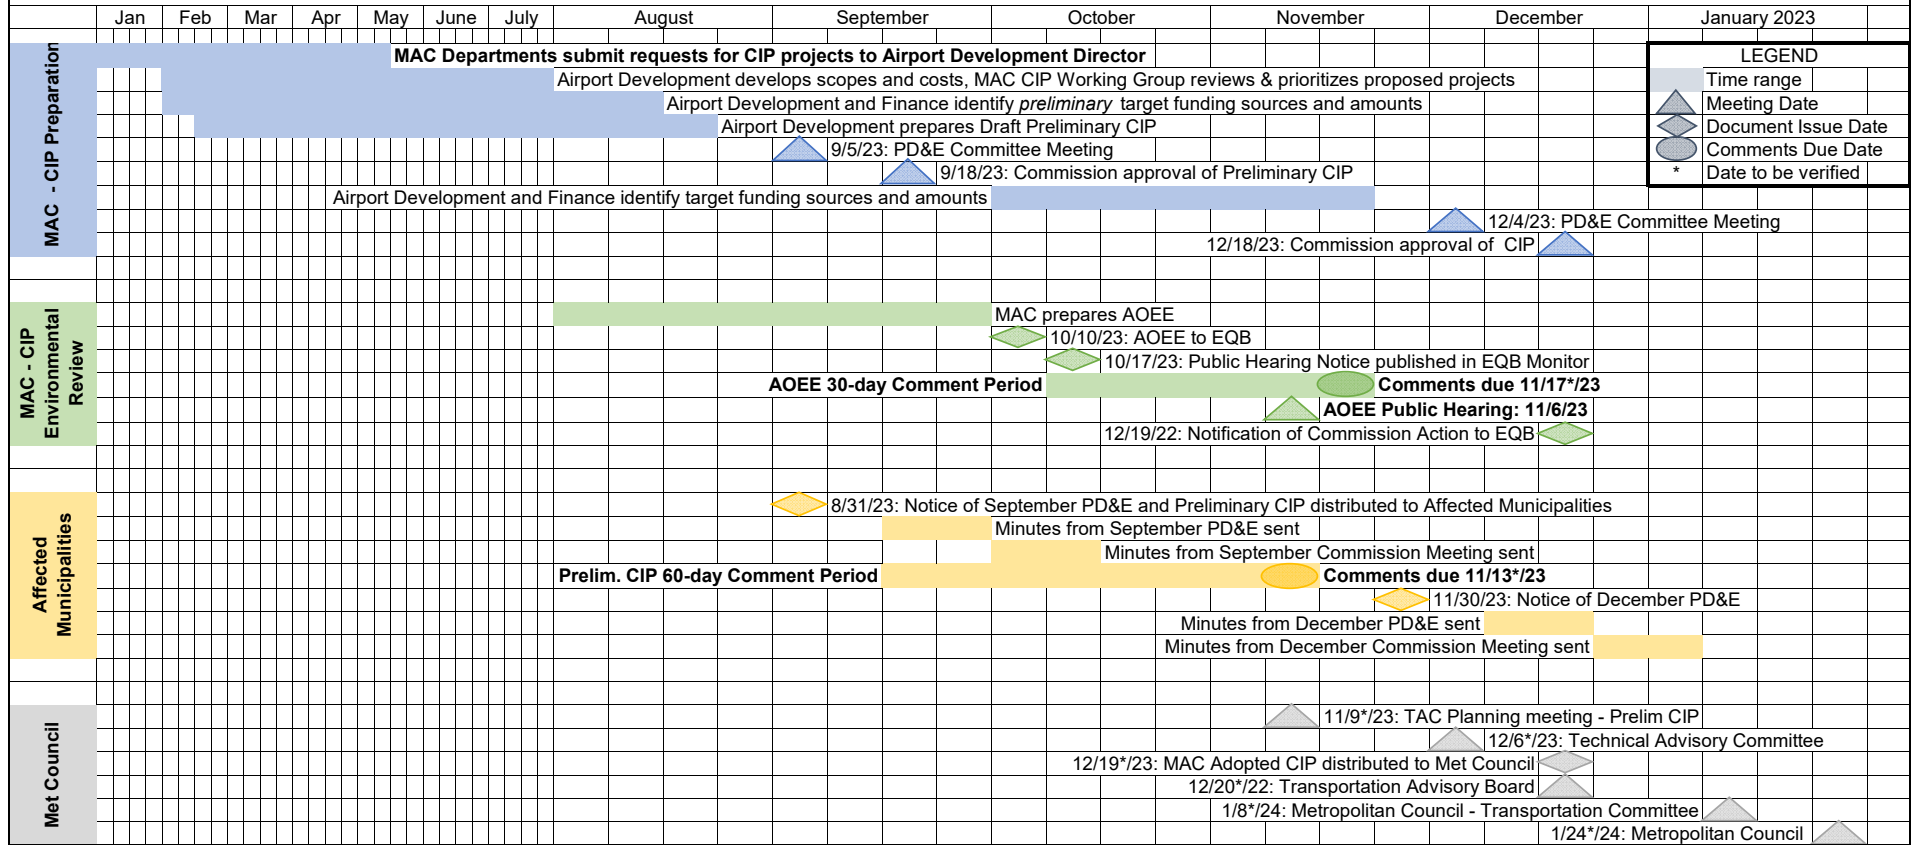 Jan Feb Mar Apr May June July August September October November December January 2023
MAC - CIP Preparation
MAC Departments submit requests for CIP projects to Airport Development Director
Airport Development develops scopes and costs, MAC CIP Working Group reviews & prioritizes proposed projects
Airport Development and Finance identify preliminary target funding sources and amounts
Airport Development prepares Draft Preliminary CIP
9/5/23: PD&E Committee Meeting
9/18/23: Commission approval of Preliminary CIP
Airport Development and Finance identify target funding sources and amounts
12/4/23: PD&E Committee Meeting
12/18/23: Commission approval of CIP
LEGEND
Time range
Meeting Date
Document Issue Date
Comments Due Date
* Date to be verified
MAC - CIP
Environmental
Review
MAC prepares AOEE
10/10/23: AOEE to EQB
10/17/23: Public Hearing Notice published in EQB Monitor
AOEE 30-day Comment Period Comments due 11/17*/23
AOEE Public Hearing: 11/6/23
12/19/22: Notification of Commission Action to EQB
Affected
Municipalities
8/31/23: Notice of September PD&E and Preliminary CIP distributed to Affected Municipalities
Minutes from September PD&E sent
Minutes from September Commission Meeting sent
Prelim. CIP 60-day Comment Period Comments due 11/13*/23
11/30/23: Notice of December PD&E
Minutes from December PD&E sent
Minutes from December Commission Meeting sent
Met Council
11/9*/23: TAC Planning meeting - Prelim CIP
12/6*/23: Technical Advisory Committee
12/19*/23: MAC Adopted CIP distributed to Met Council
12/20*/22: Transportation Advisory Board
1/8*/24: Metropolitan Council - Transportation Committee
1/24*/24: Metropolitan Council